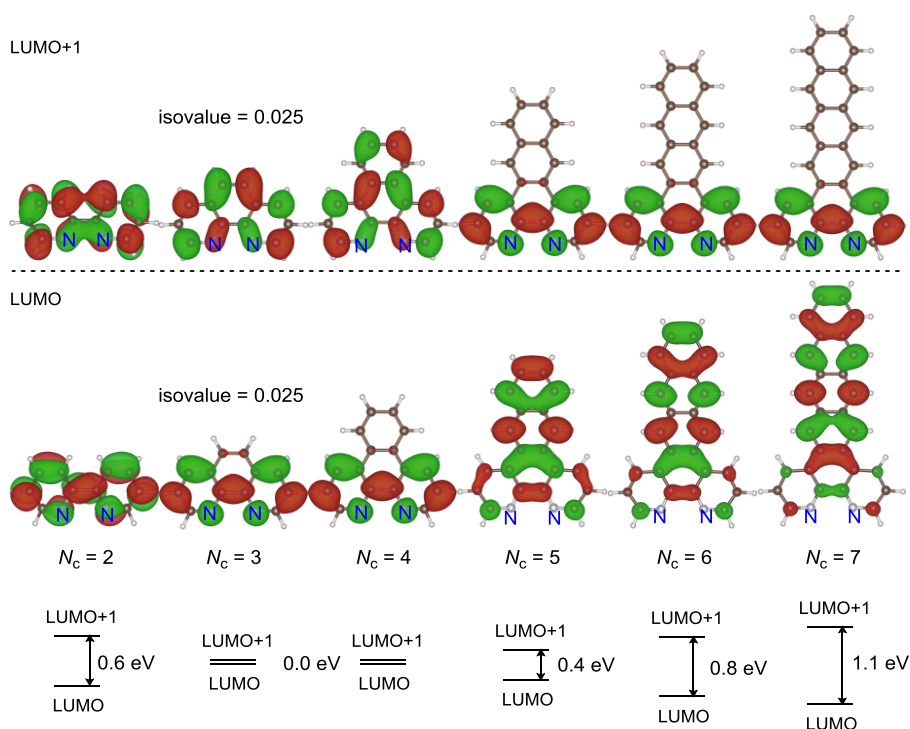 LUMO+1
isovalue = 0.025
N N N N N N N N N N N N
LUMO
isovalue = 0.025
N N N N N N N N N N N N
Nc = 2 Nc = 3 Nc = 4 Nc = 5 Nc = 6 Nc = 7
LUMO+1 LUMO+1 LUMO+1 LUMO+1 LUMO+1 LUMO+1
0.6 eV 0.0 eV 0.4 eV 0.8 eV 1.1 eV
LUMO LUMO LUMO LUMO LUMO LUMO